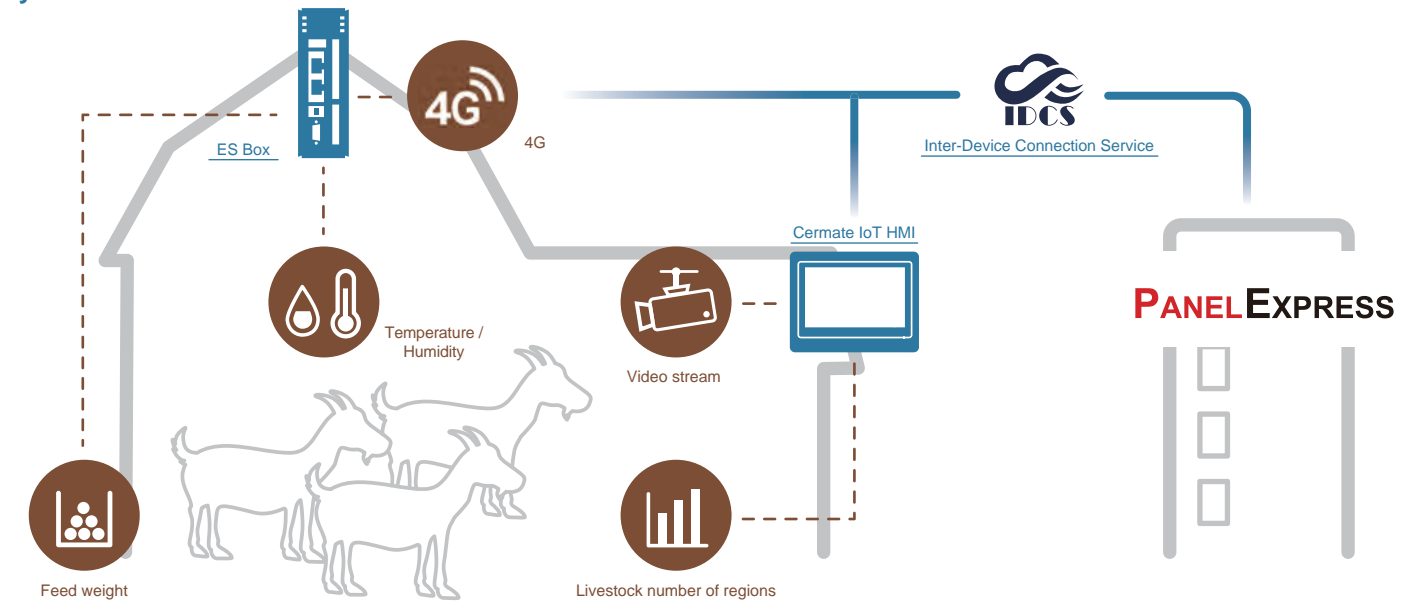 4G
4G
ES Box
IDCS
Inter-Device Connection Service
Cermate IoT HMI
PANELEXPRESS
Temperature /
Humidity
Video stream
Feed weight
Livestock number of regions